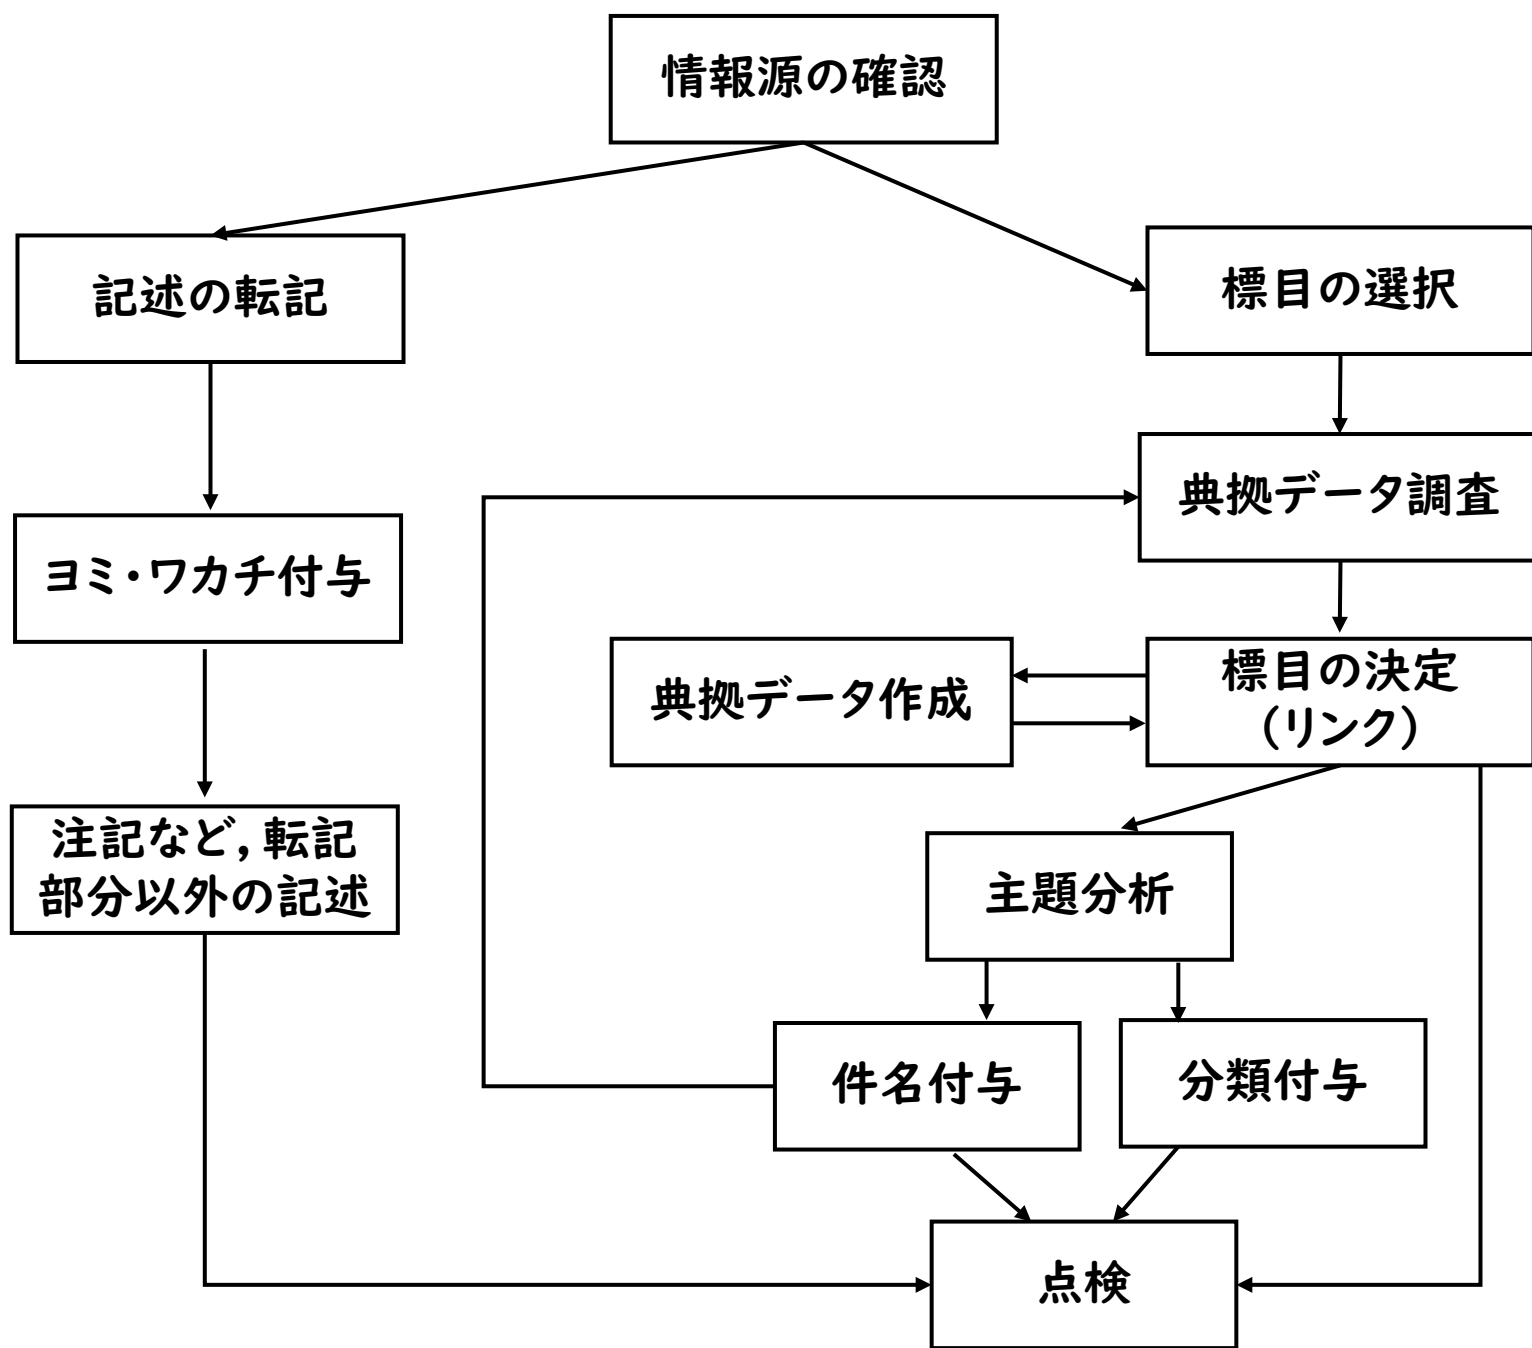 情報源の確認
記述の転記
標目の選択
典拠データ調査
ヨミ・ワカチ付与
典拠データ作成
標目の決定
(リンク)
注記など,転記
部分以外の記述
主題分析
件名付与
分類付与
点検